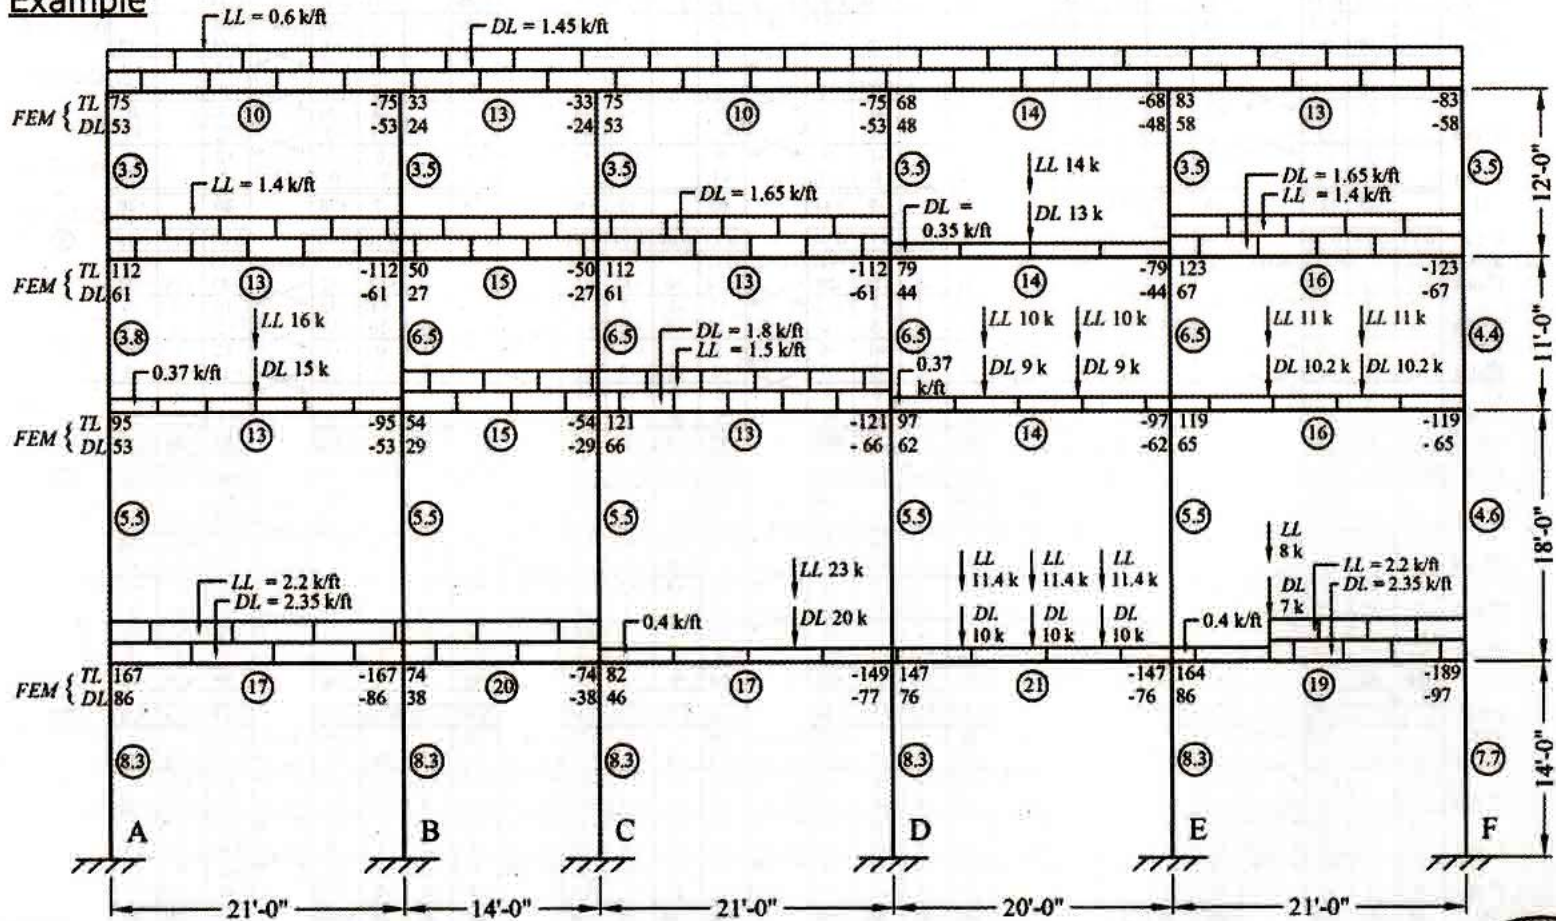 Example
LL = 0.6 k/ft
DL = 1.45 k/ft
FEM { TL 75 -75 33 -33 75 -75 68 -68 83 -83
DL 53 -53 24 -24 53 -53 48 -48 58 -58
10 13 10 14 13
3.5 3.5 3.5 3.5 3.5 3.5
LL = 1.4 k/ft
DL = 1.65 k/ft
DL =
0.35 k/ft
LL 14 k
DL 13 k
DL = 1.65 k/ft
LL = 1.4 k/ft
12'-0"
FEM { TL 112 -112 50 -50 112 -112 79 -79 123 -123
DL 61 -61 27 -27 61 -61 44 -44 67 -67
13 15 13 14 16
3.8 6.5 6.5 6.5 6.5 4.4
LL 16 k
DL 15 k
0.37 k/ft
DL = 1.8 k/ft
LL = 1.5 k/ft
0.37
k/ft
LL 10 k LL 10 k
DL 9 k DL 9 k
LL 11 k LL 11 k
DL 10.2 k DL 10.2 k
11'-0"
FEM { TL 95 -95 54 -54 121 -121 97 -97 119 -119
DL 53 -53 29 -29 66 -66 62 -62 65 -65
13 15 13 14 16
5.5 5.5 5.5 5.5 5.5 4.6
LL = 2.2 k/ft
DL = 2.35 k/ft
0.4 k/ft
LL 23 k
DL 20 k
LL LL LL
11.4 k 11.4 k 11.4 k
DL DL DL
10 k 10 k 10 k
0.4 k/ft
LL
8 k
DL
7 k
LL = 2.2 k/ft
DL = 2.35 k/ft
18'-0"
FEM { TL 167 -167 74 -74 82 -149 147 -147 164 -189
DL 86 -86 38 -38 46 -77 76 -76 86 -97
17 20 17 21 19
8.3 8.3 8.3 8.3 8.3 7.7
14'-0"
A B C D E F
21'-0" 14'-0" 21'-0" 20'-0" 21'-0"